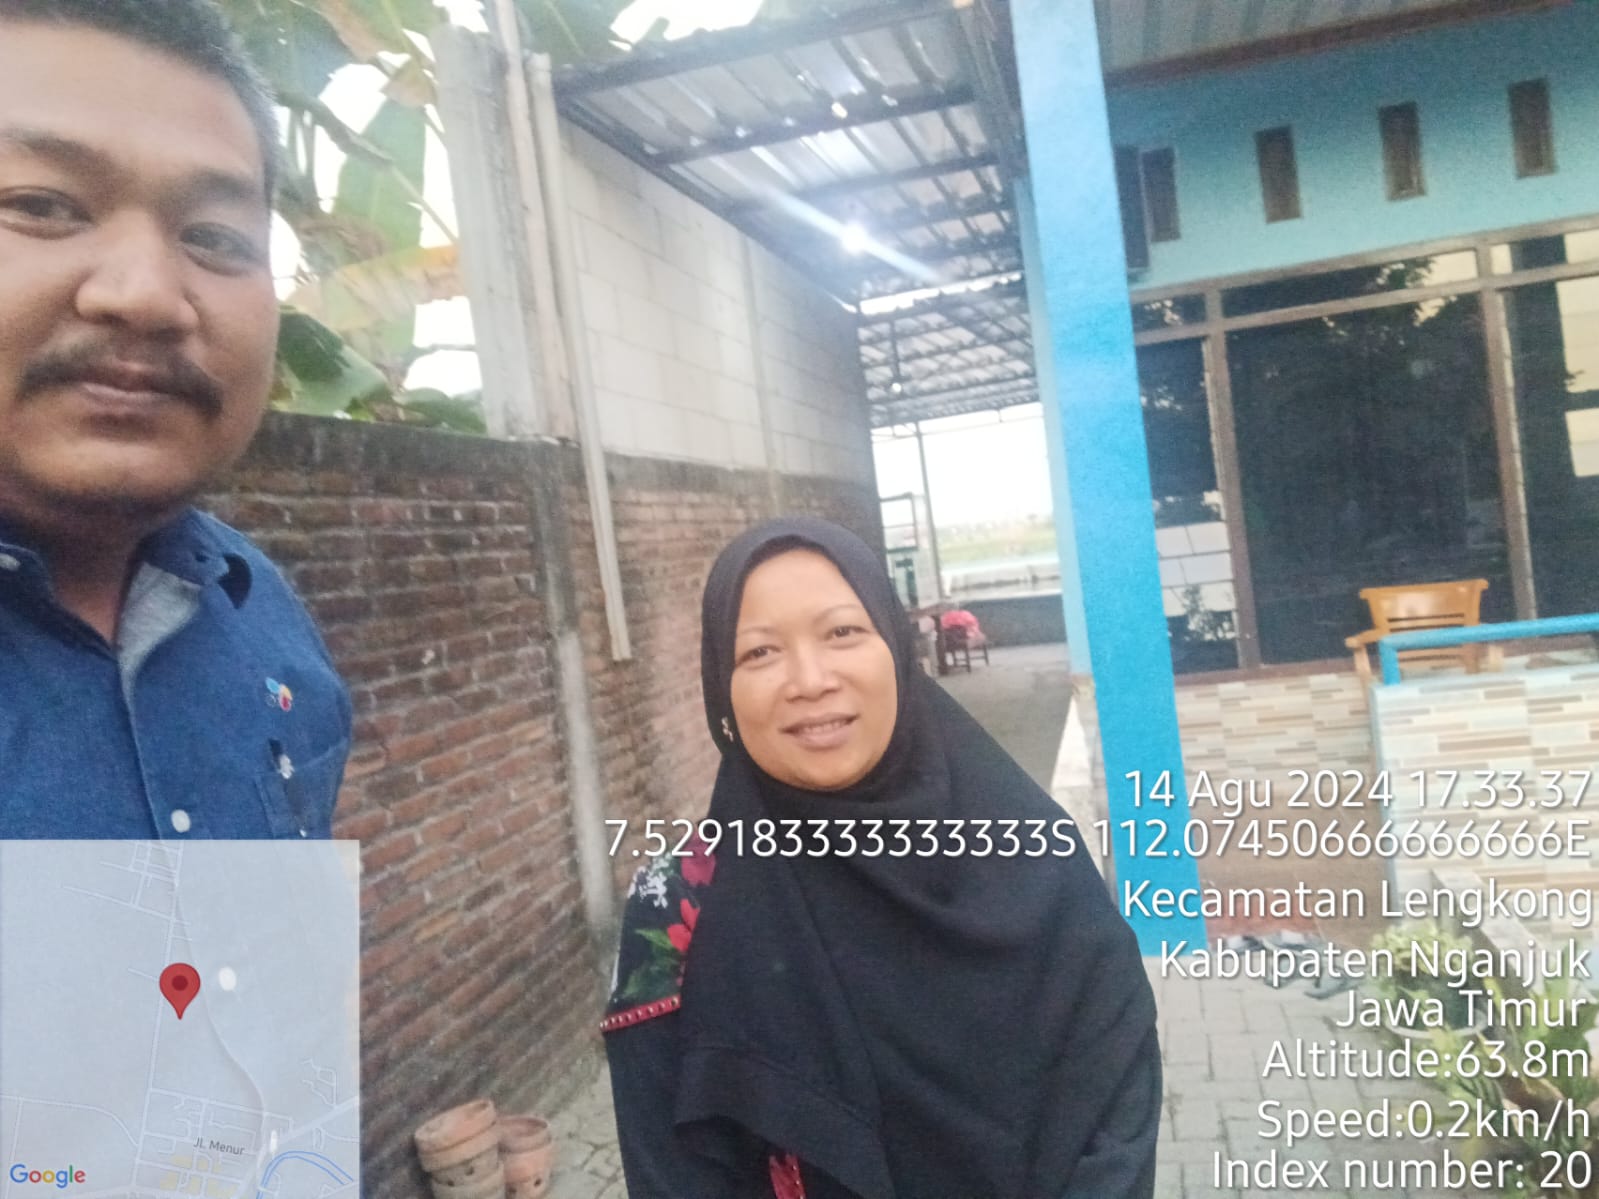 14 Agu 2024 17.33.37
7.529183333333333S 112.07450666666666E
Kecamatan Lengkong
Kabupaten Nganjuk
Jawa Timur
Altitude:63.8m
Speed:0.2km/h
Index number: 20
JL Menur
Google